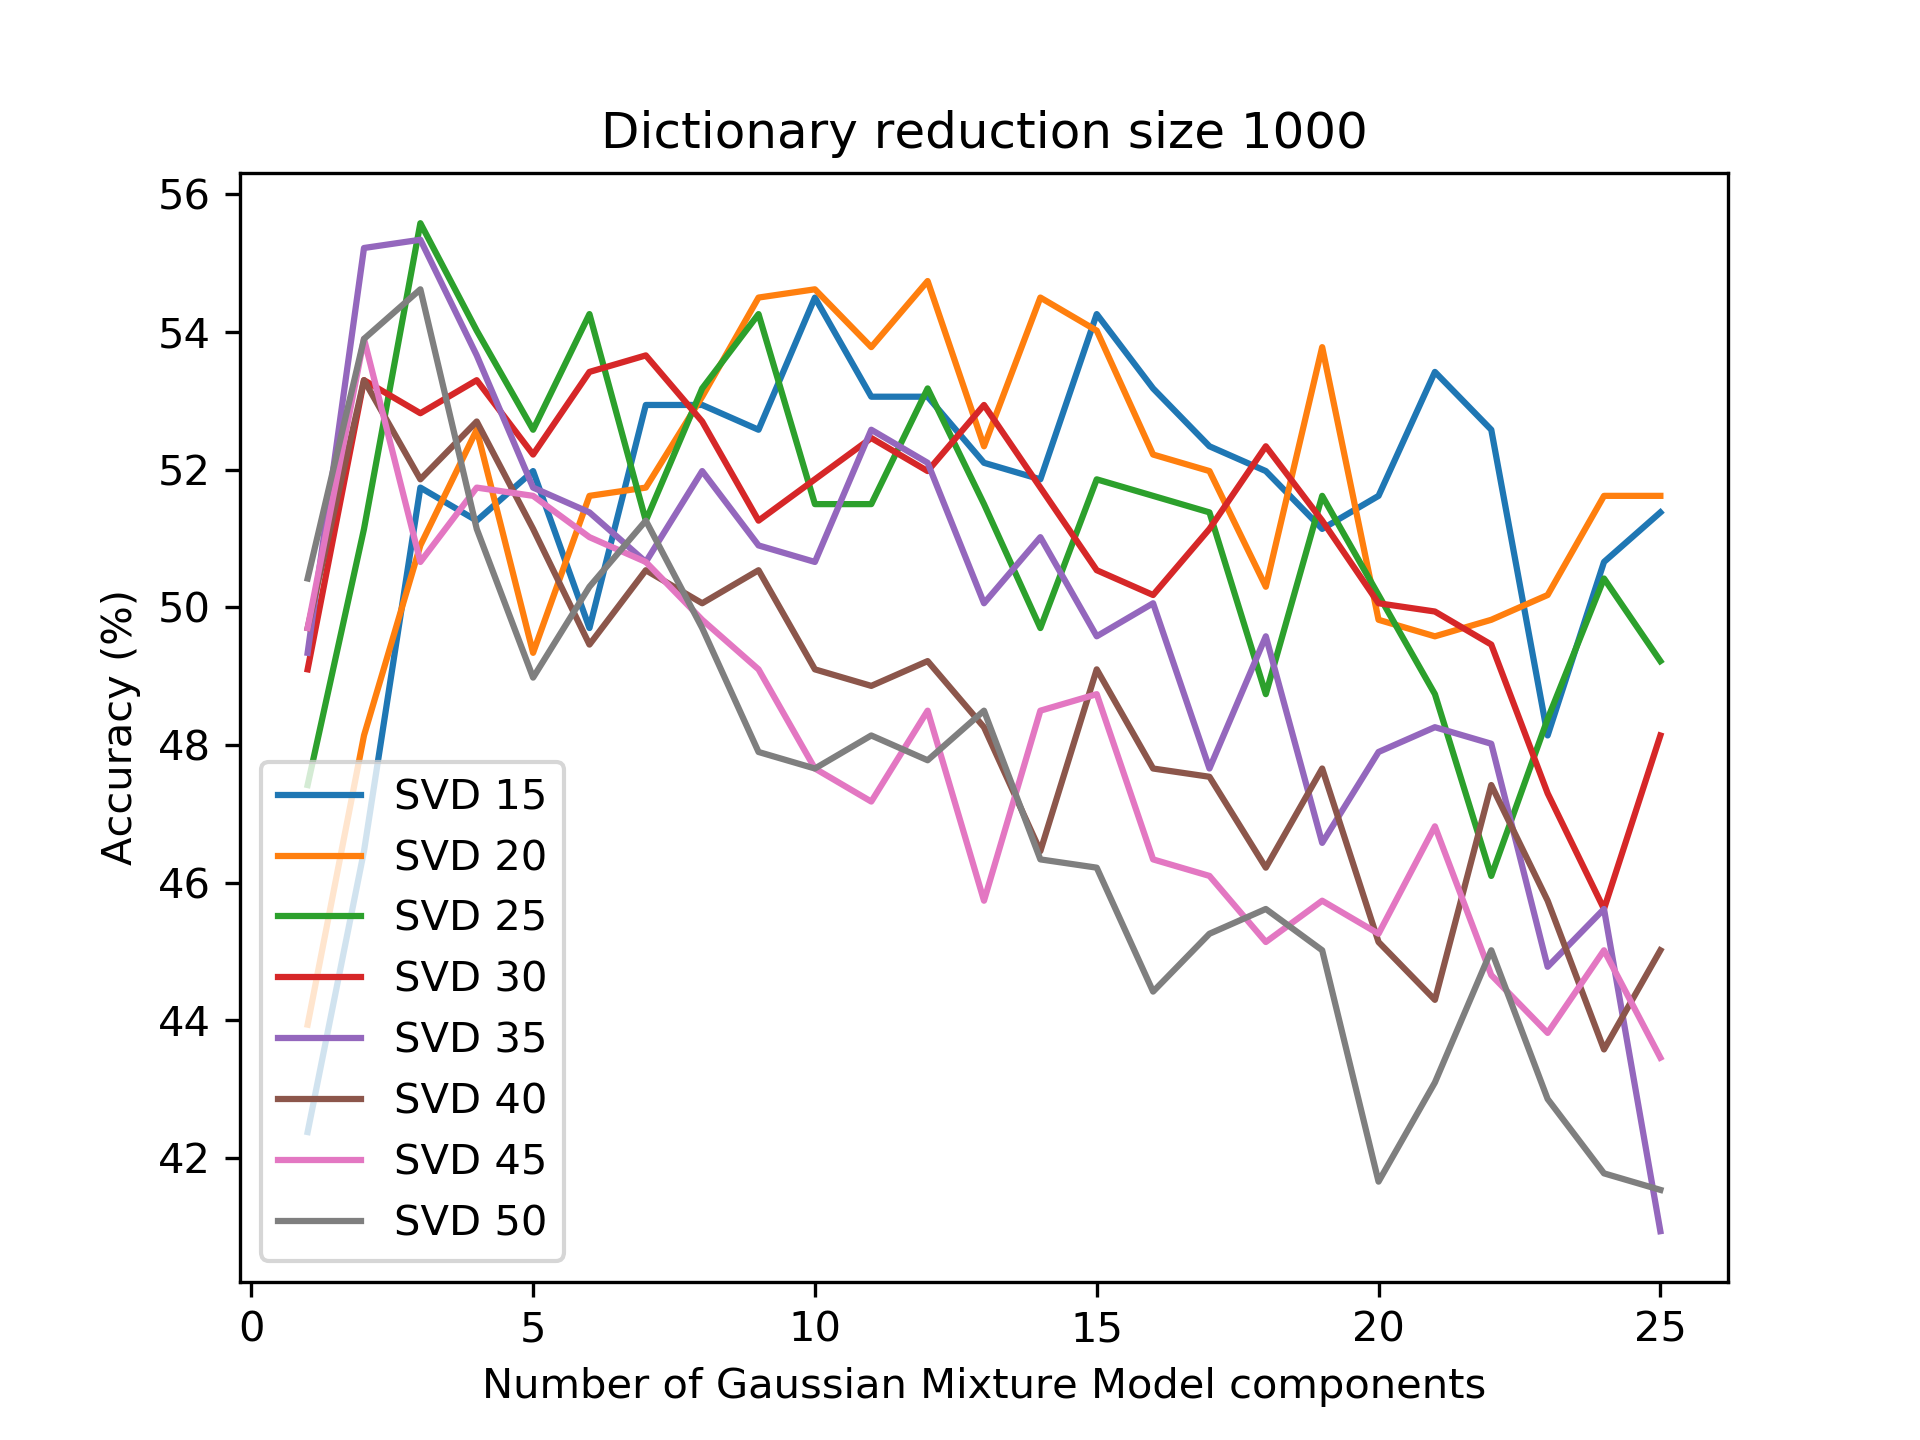 Dictionary reduction size 1000
56
54
52
50
48
46
44
42
Accuracy (%)
SVD 15
SVD 20
SVD 25
SVD 30
SVD 35
SVD 40
SVD 45
SVD 50
0 5 10 15 20 25
Number of Gaussian Mixture Model components